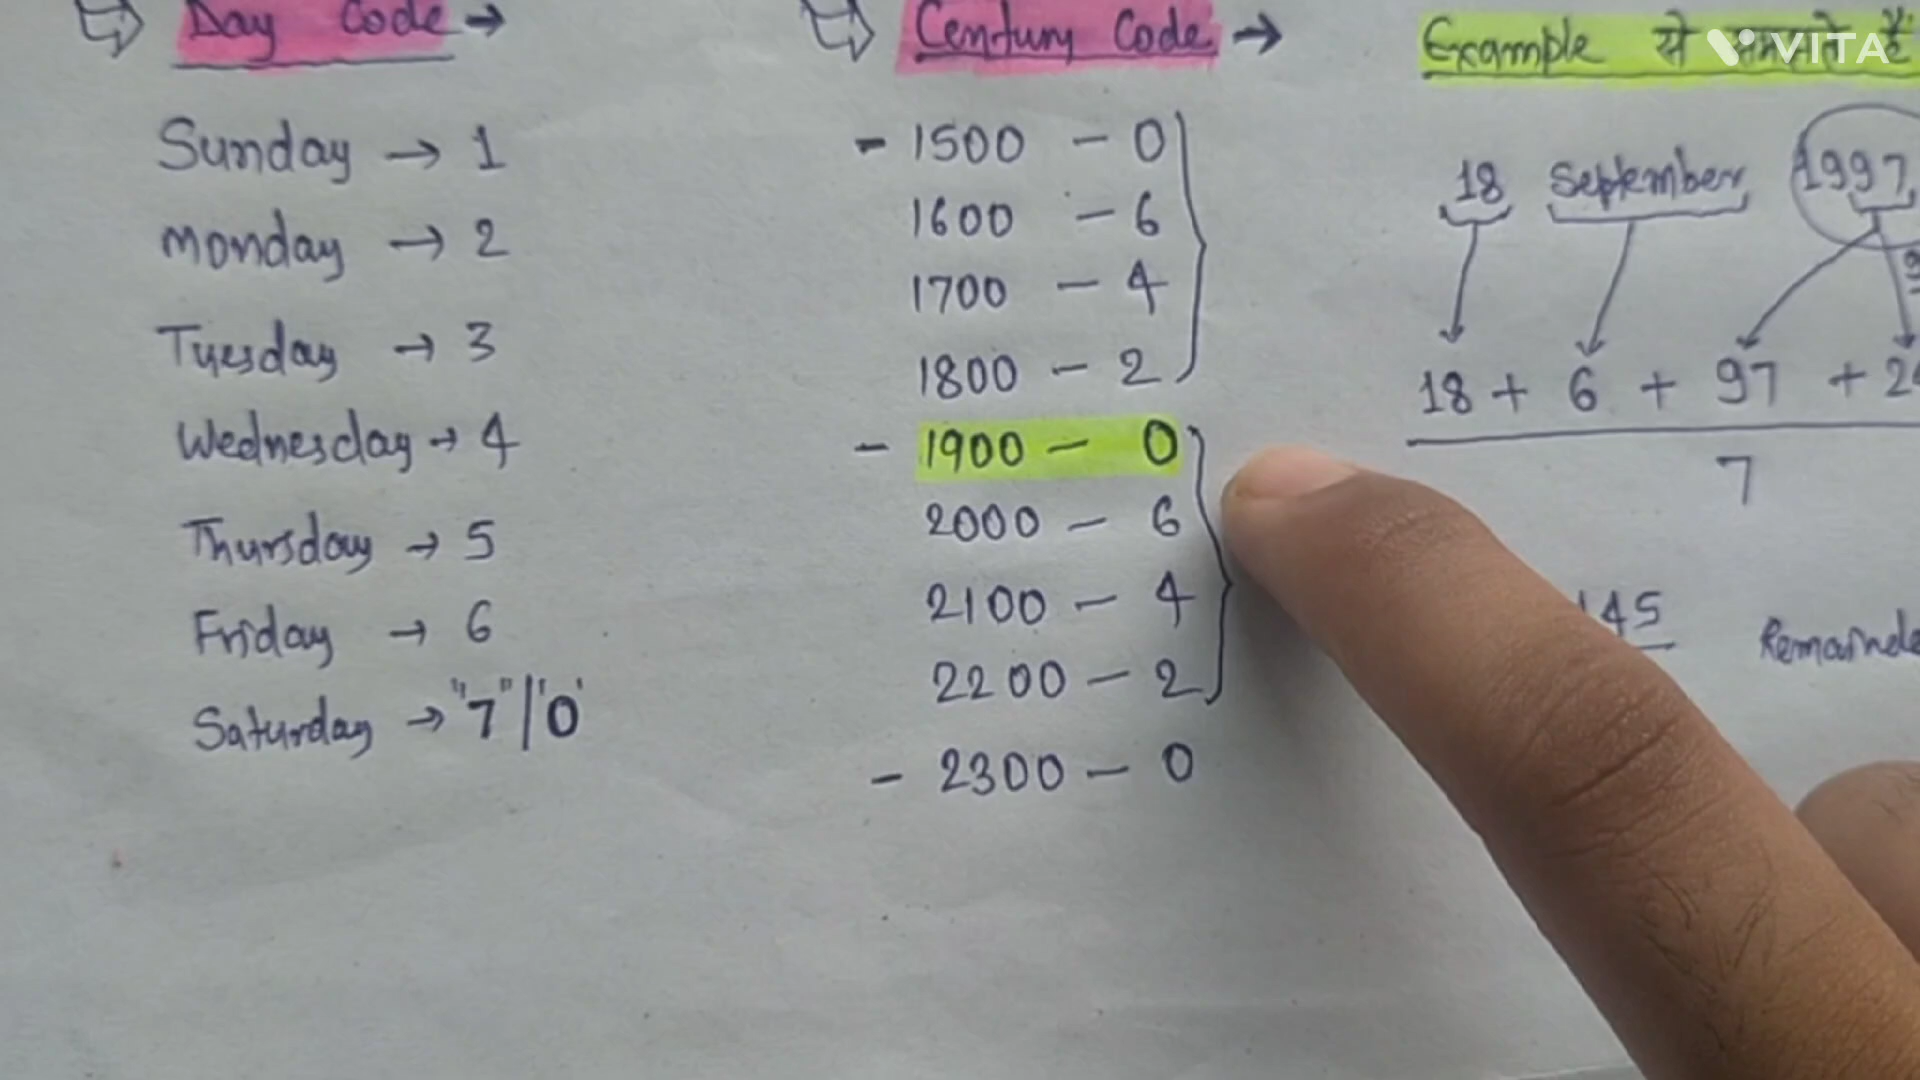 Day Code →
Sunday → 1
monday → 2
Tuesday → 3
Wednesday → 4
Thursday → 5
Friday → 6
Saturday → "7"|'0'
Century Code →
- 1500 - 0
1600 - 6
1700 - 4
1800 - 2
- 1900 - 0
2000 - 6
2100 - 4
2200 - 2
- 2300 - 0
Example से
VITA
18 September 1997
18 + 6 + 97 + 2
7
145